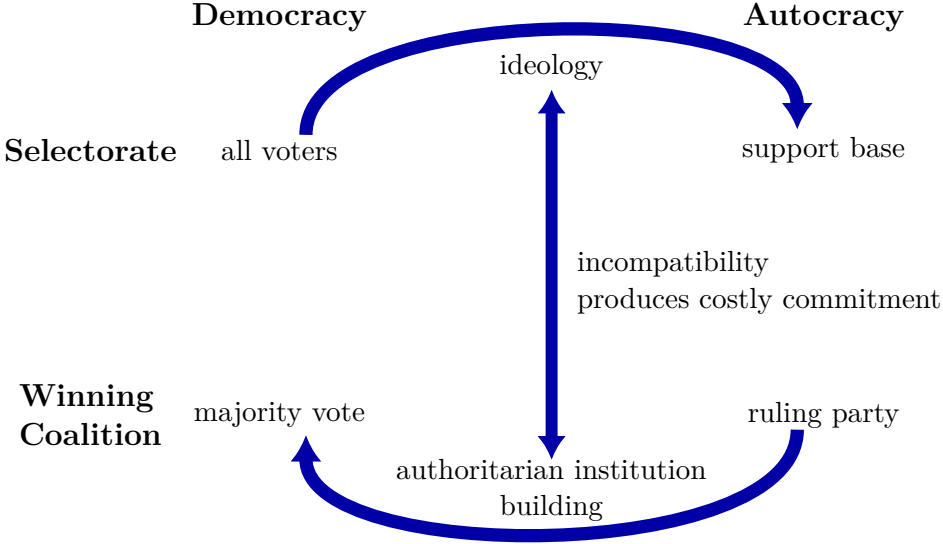 Democracy
Autocracy
ideology
Selectorate
all voters
support base
incompatibility
produces costly commitment
Winning
Coalition
majority vote
ruling party
authoritarian institution
building